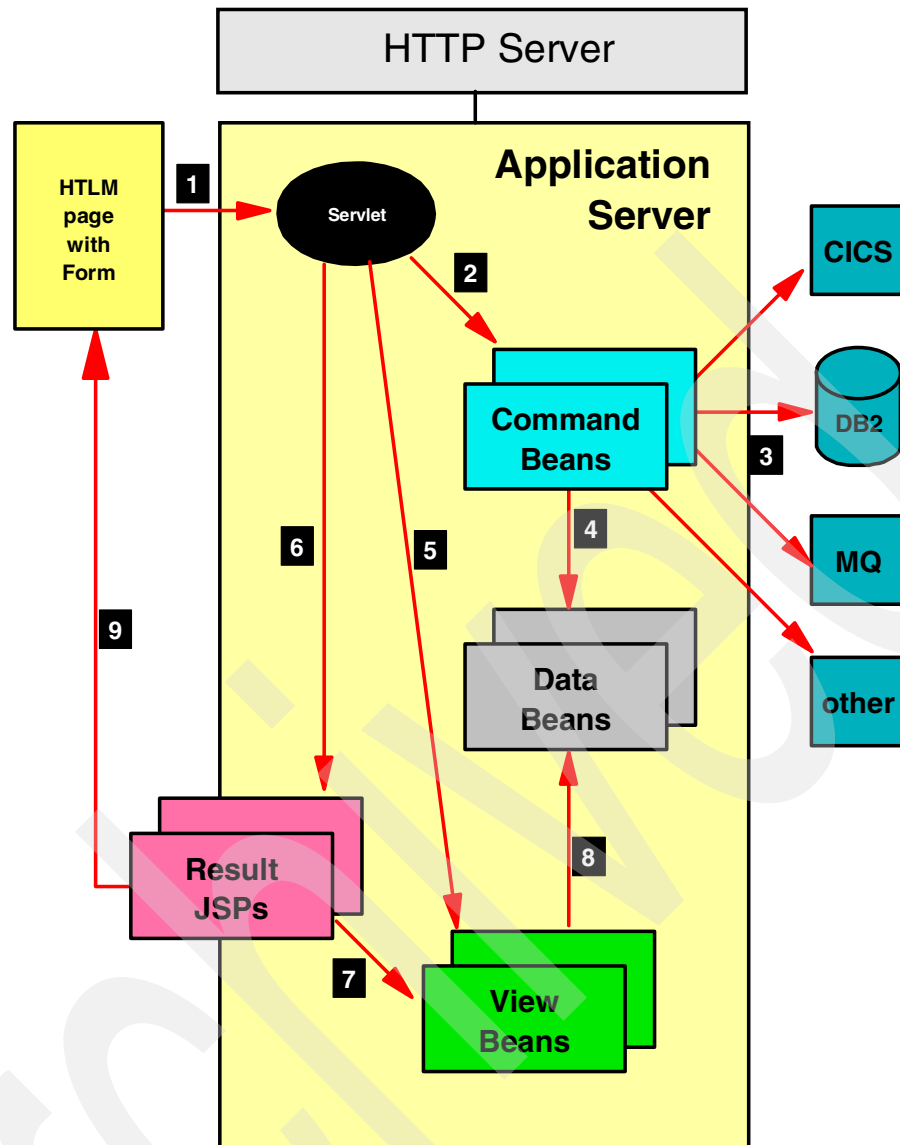 HTTP Server
Application
Server
HTLM
page
with
Form
1
Servlet
2
CICS
DB2
3
Command
Beans
4
5
6
MQ
9
Data
Beans
other
8
Result
JSPs
7
View
Beans